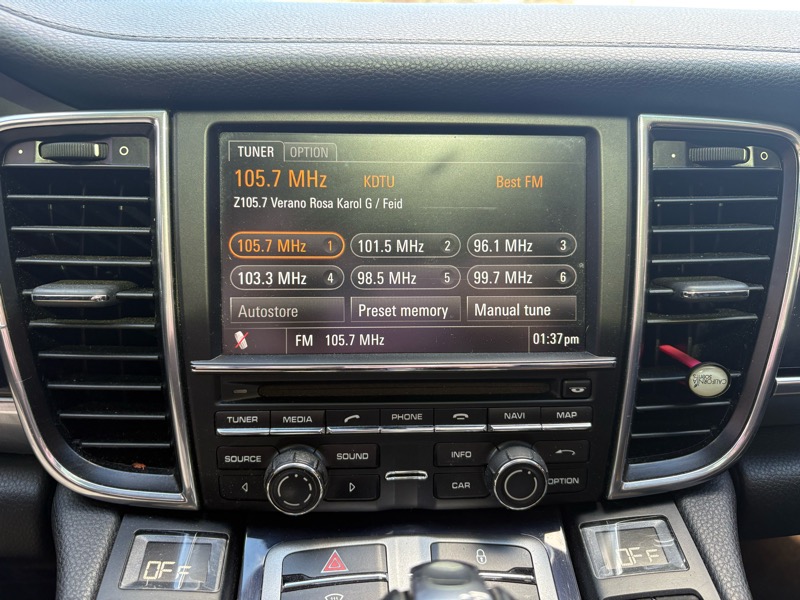 TUNER OPTION
105.7 MHz KDTU Best FM
Z105.7 Verano Rosa Karol G / Feid
105.7 MHz 1 101.5 MHz 2 96.1 MHz 3
103.3 MHz 4 98.5 MHz 5 99.7 MHz 6
Autostore Preset memory Manual tune
FM 105.7 MHz 01:37pm
TUNER MEDIA PHONE NAVI MAP
SOURCE SOUND INFO
CAR OPTION
CALIFORNIA SCENTS
OFF OFF